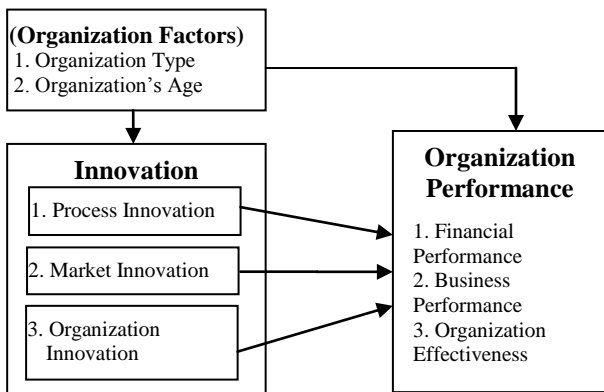 (Organization Factors)
1. Organization Type
2. Organization's Age
Innovation
1. Process Innovation
2. Market Innovation
3. Organization
Innovation
Organization
Performance
1. Financial
Performance
2. Business
Performance
3. Organization
Effectiveness